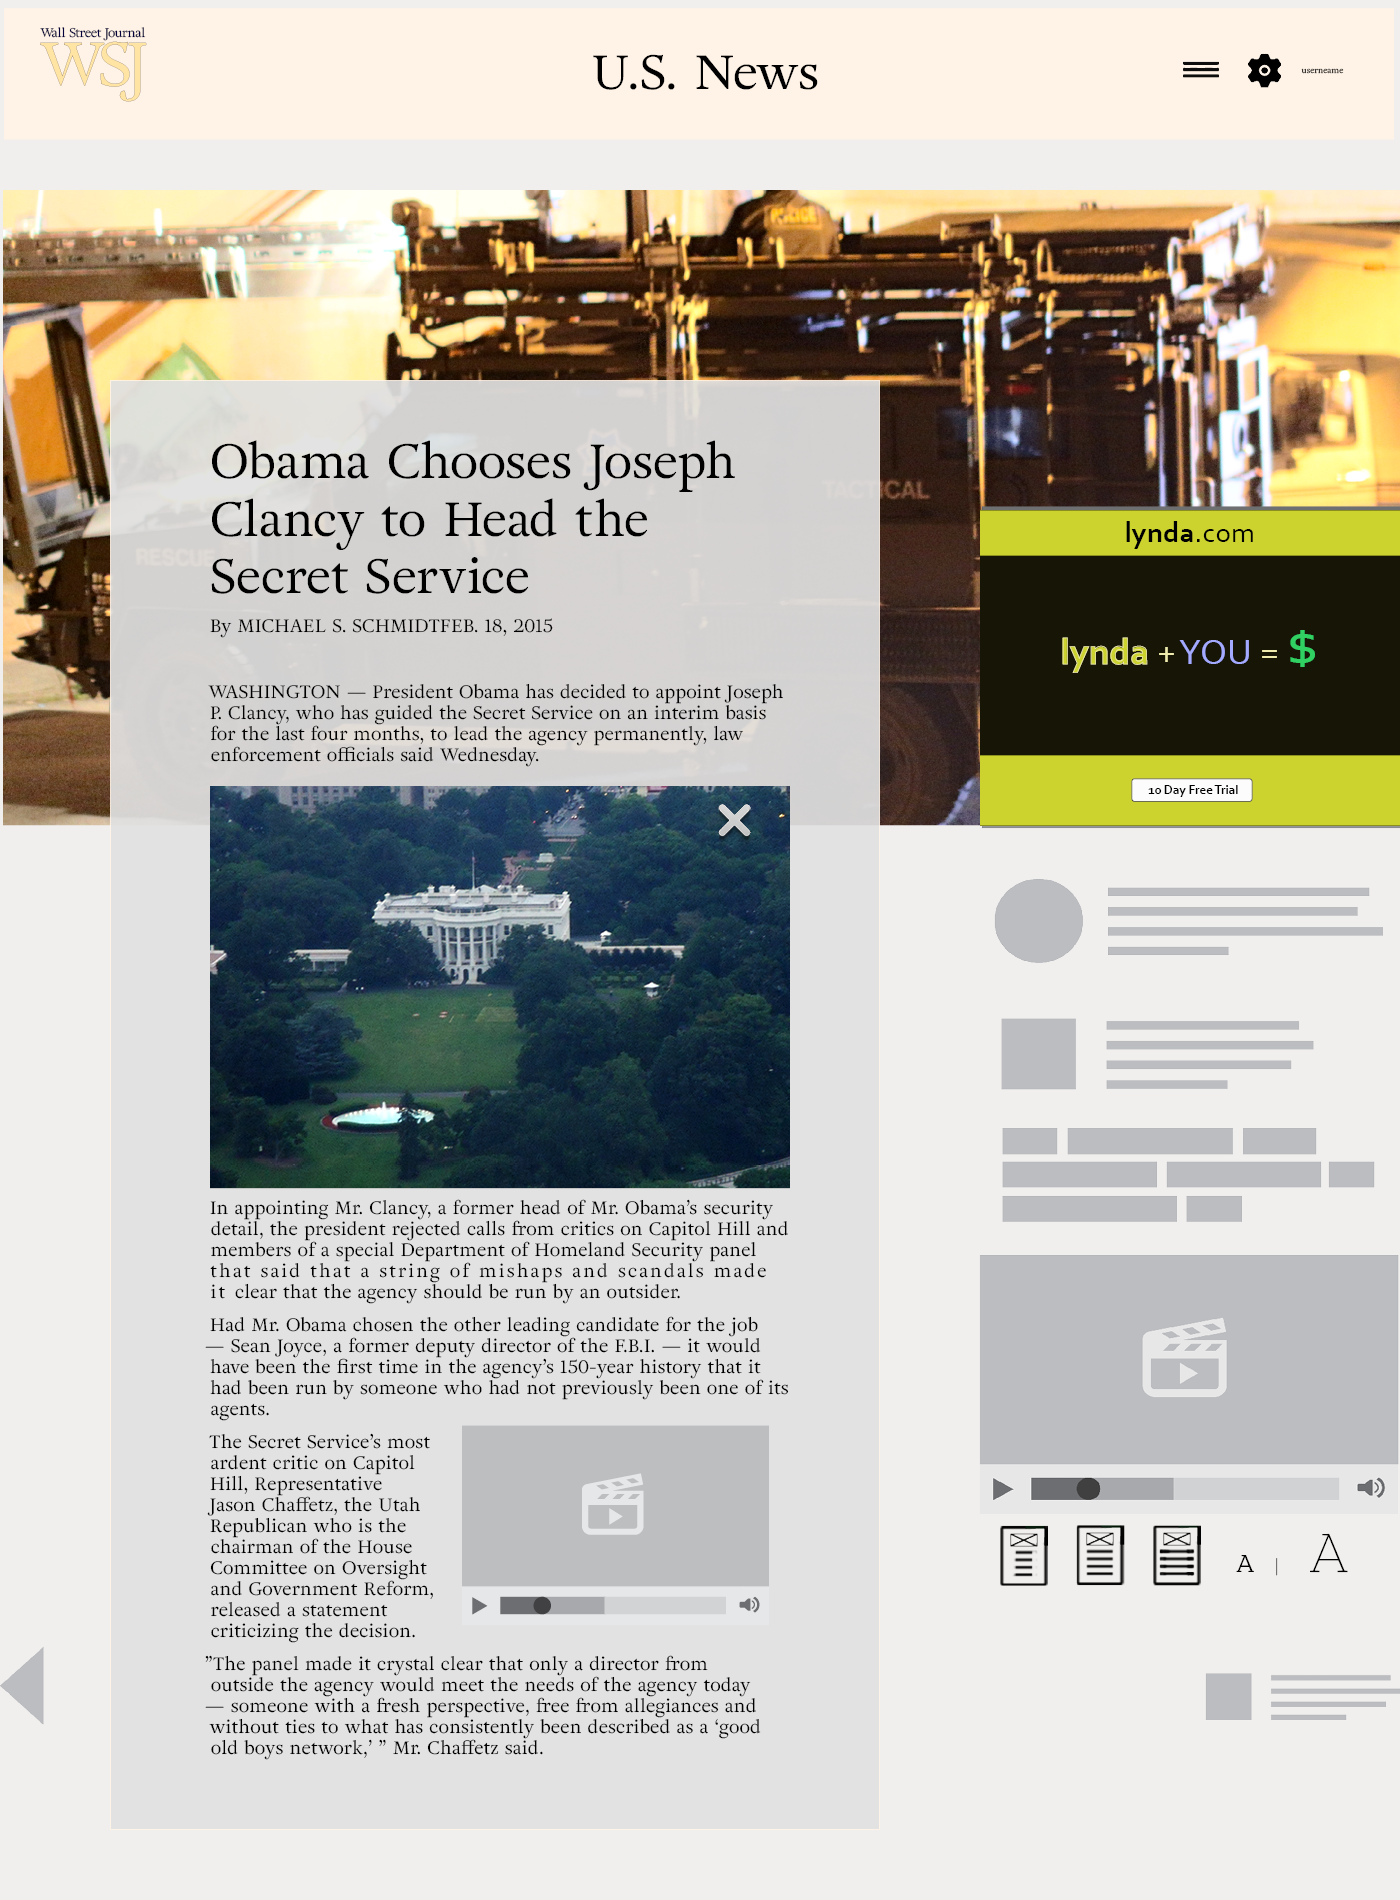 Wall Street Journal
WSJ
U.S. News
userneame
POLICE
TACTICAL
RESCUE
Obama Chooses Joseph
Clancy to Head the
Secret Service
By MICHAEL S. SCHMIDTFEB. 18, 2015
WASHINGTON — President Obama has decided to appoint Joseph
P. Clancy, who has guided the Secret Service on an interim basis
for the last four months, to lead the agency permanently, law
enforcement officials said Wednesday.
In appointing Mr. Clancy, a former head of Mr. Obama’s security
detail, the president rejected calls from critics on Capitol Hill and
members of a special Department of Homeland Security panel
that said that a string of mishaps and scandals made
it clear that the agency should be run by an outsider.
Had Mr. Obama chosen the other leading candidate for the job
— Sean Joyce, a former deputy director of the F.B.I. — it would
have been the first time in the agency’s 150-year history that it
had been run by someone who had not previously been one of its
agents.
The Secret Service’s most
ardent critic on Capitol
Hill, Representative
Jason Chaffetz, the Utah
Republican who is the
chairman of the House
Committee on Oversight
and Government Reform,
released a statement
criticizing the decision.
”The panel made it crystal clear that only a director from
outside the agency would meet the needs of the agency today
— someone with a fresh perspective, free from allegiances and
without ties to what has consistently been described as a ‘good
old boys network,’ ” Mr. Chaffetz said.
lynda.com
lynda + YOU = $
10 Day Free Trial
A | A